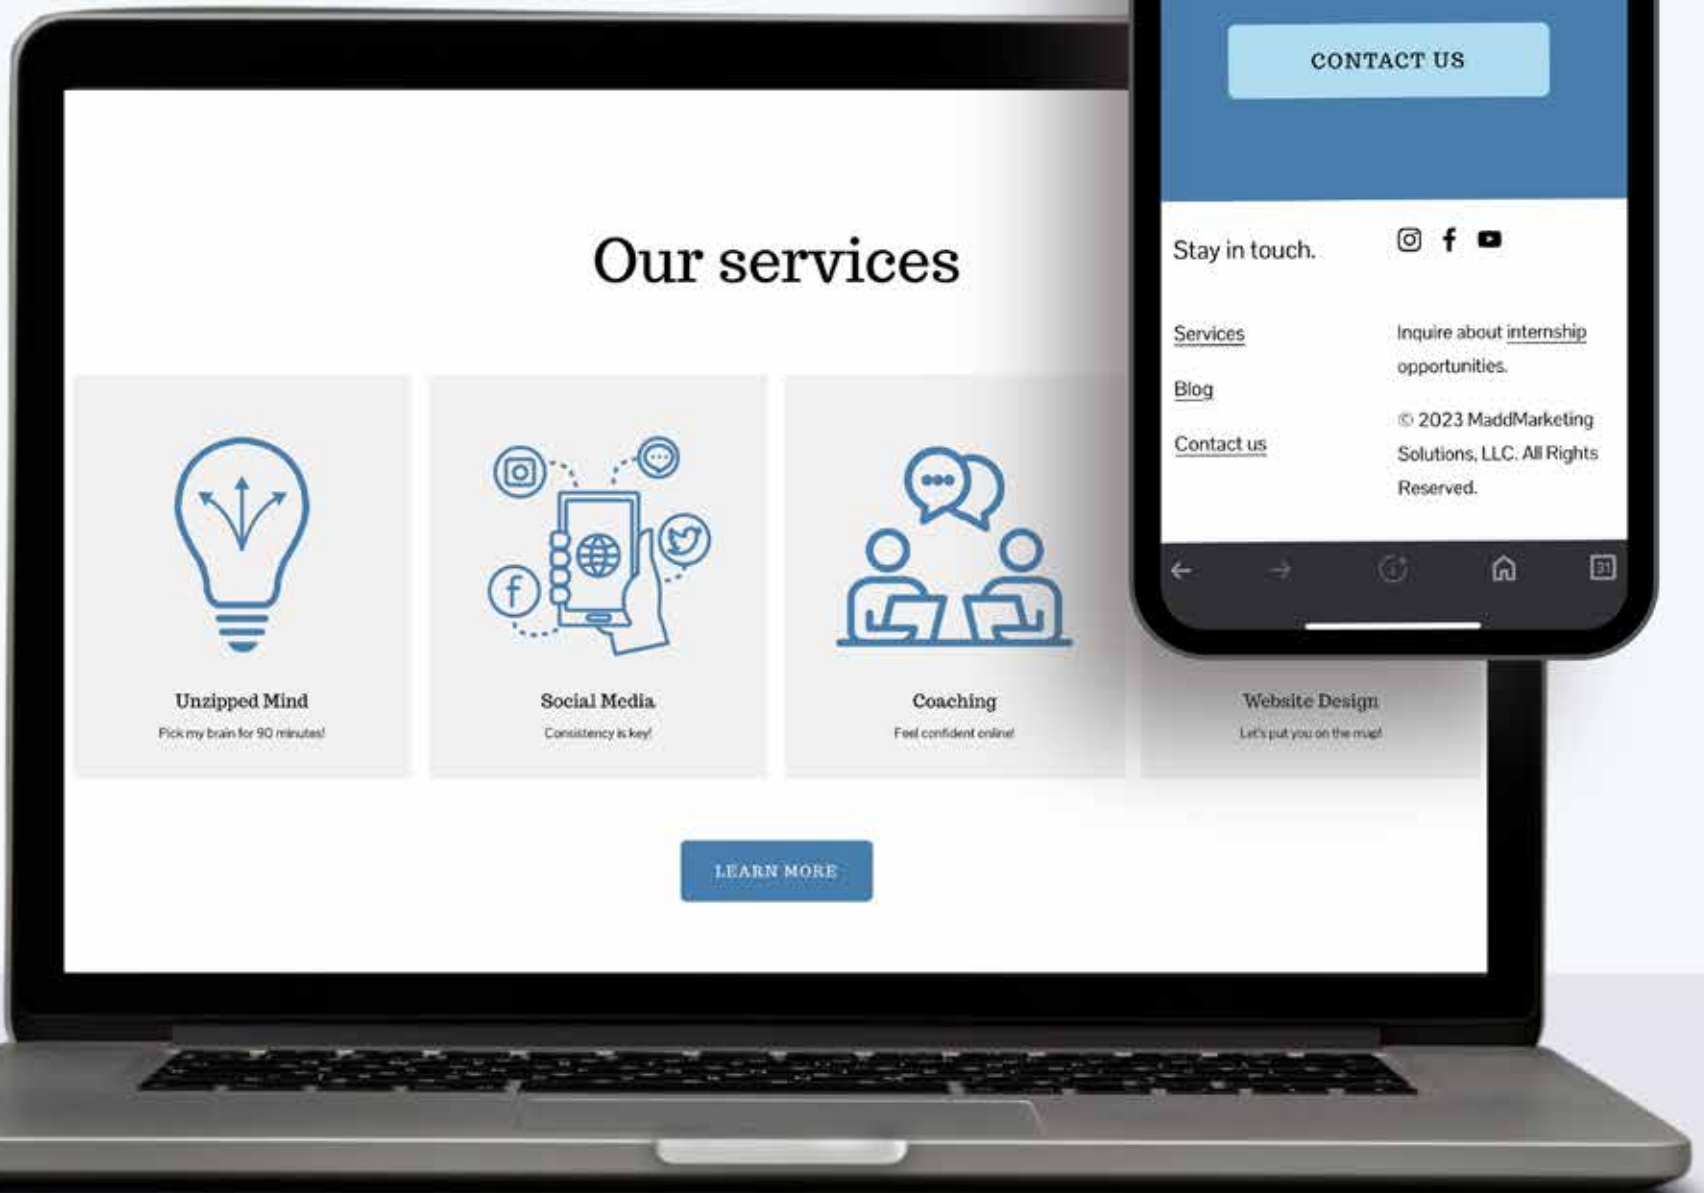 Our services
Unzipped Mind
Pick my brain for 90 minutes!
Social Media
Consistency is key!
Coaching
Feel confident online!
Website Design
Let's put you on the map!
LEARN MORE
CONTACT US
Stay in touch.
f
Services
Blog
Contact us
Inquire about internship
opportunities.
© 2023 MaddMarketing
Solutions, LLC. All Rights
Reserved.
31